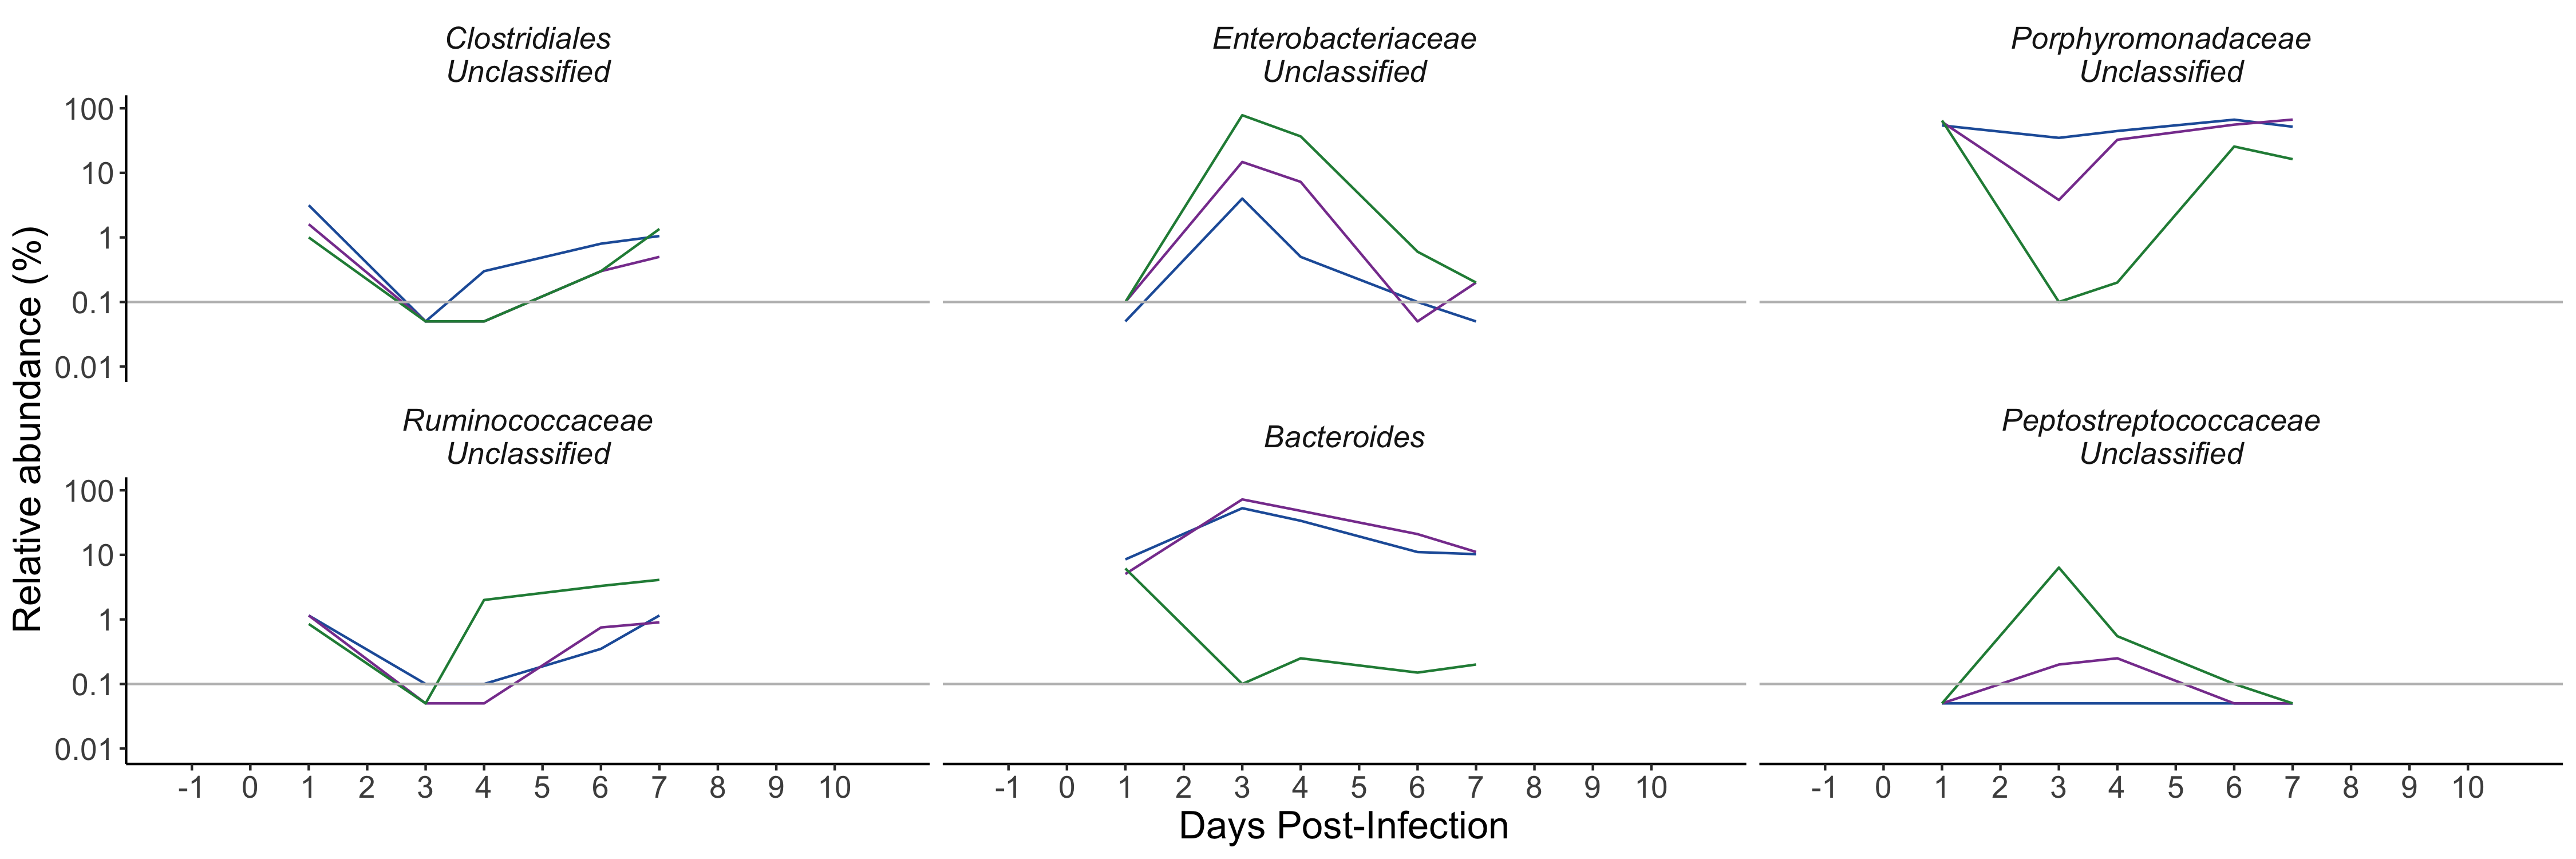 Clostridiales
Unclassified
Enterobacteriaceae
Unclassified
Porphyromonadaceae
Unclassified
100
10
1
0.1
0.01
Relative abundance (%)
Ruminococcaceae
Unclassified
Bacteroides
Peptostreptococcaceae
Unclassified
100
10
1
0.1
0.01
-1 0 1 2 3 4 5 6 7 8 9 10
-1 0 1 2 3 4 5 6 7 8 9 10
-1 0 1 2 3 4 5 6 7 8 9 10
Days Post-Infection